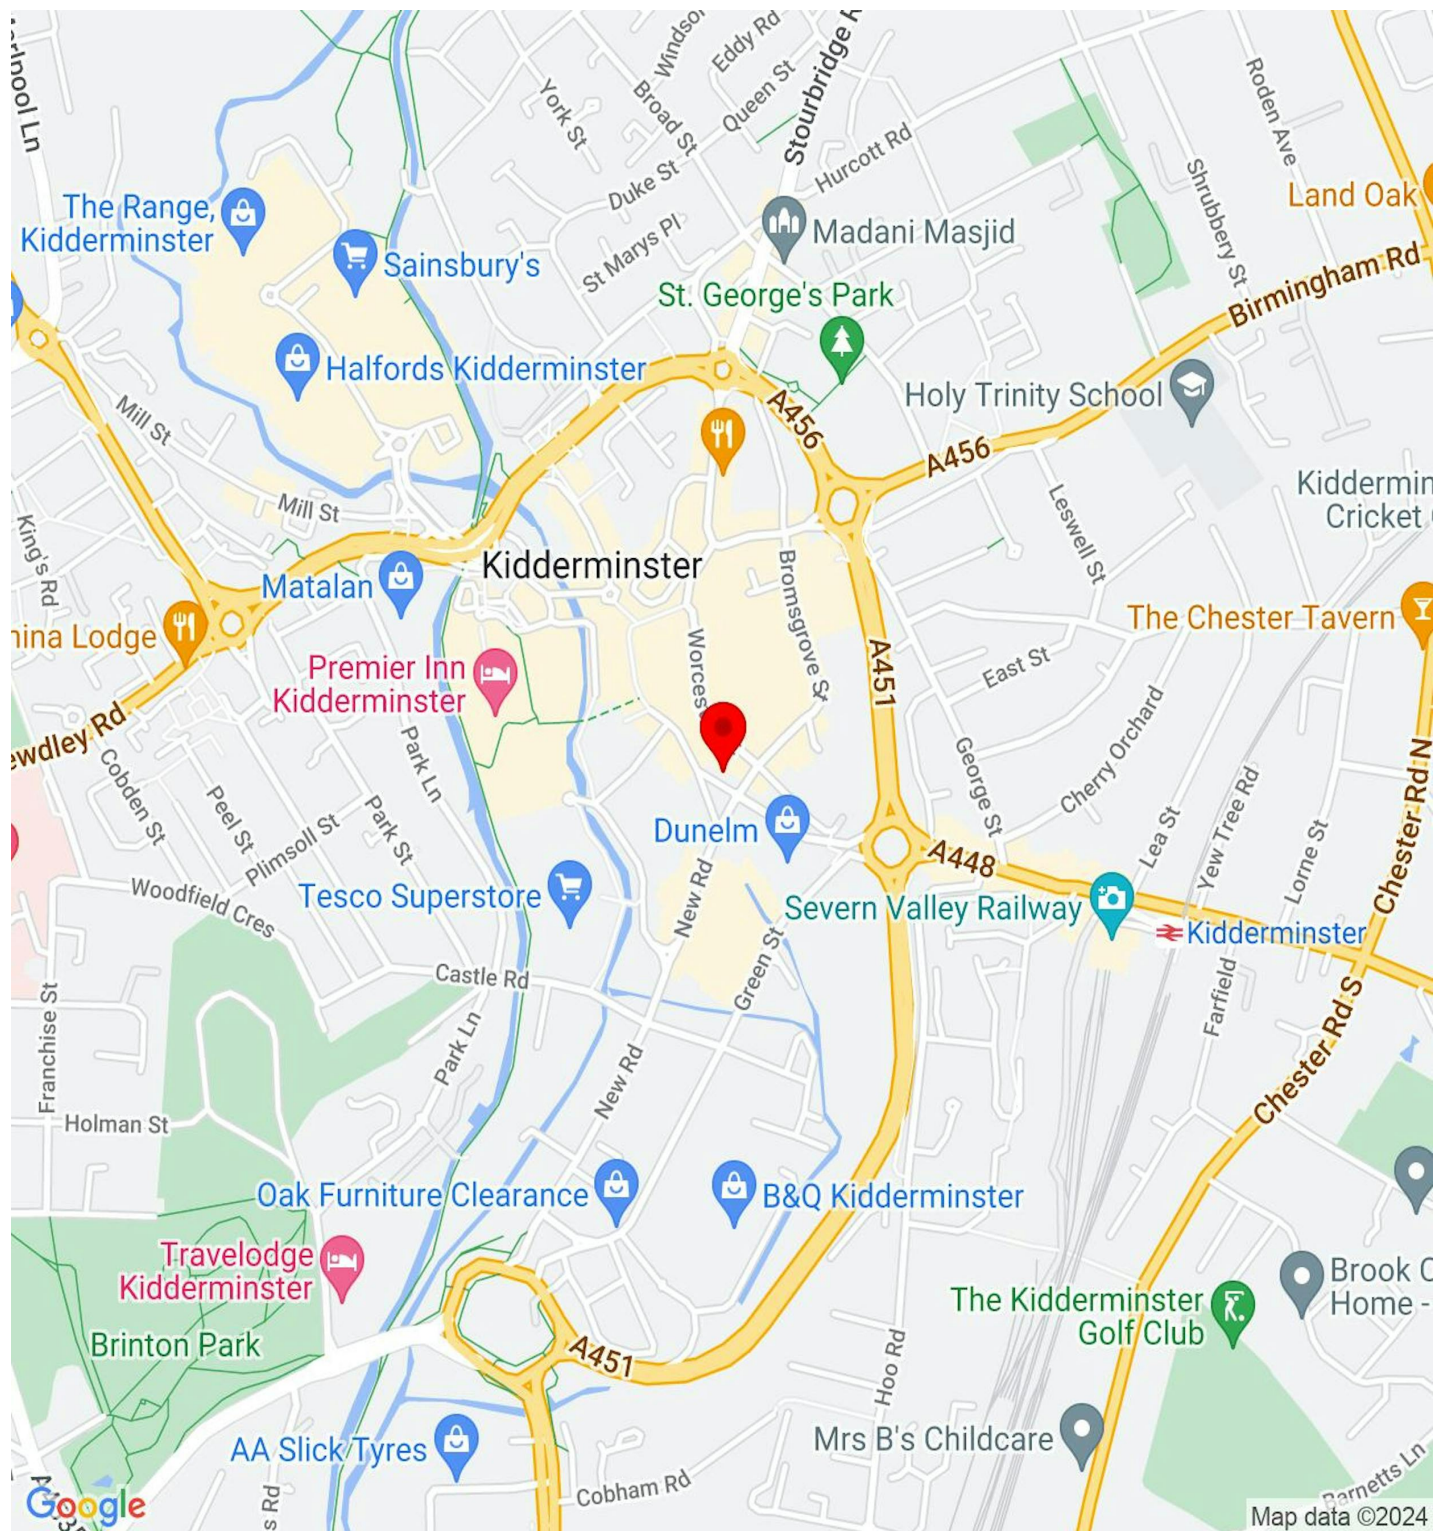 Windsor
Eddy Rd
Stourbridge R
Roden Ave
York St
Broad St
Queen St
Hurcott Rd
Duke St
Shrubbery St
Land Oak
The Range,
Kidderminster
Madani Masjid
St Marys Pl
Sainsbury's
Birmingham Rd
St. George's Park
Halfords Kidderminster
Holy Trinity School
Mill St
A456
A456
Kiddermin
Cricket
Mill St
King's Rd
Leswell St
Kidderminster
Matalan
Bromsgrove St
The Chester Tavern
hina Lodge
Worcest
A451
East St
Premier Inn
Kidderminster
ewdley Rd
Park Ln
Cherry Orchard
George St
Chester Rd N
Cobden St
Peel St
Plimsoll St
Park St
Dunelm
Lea St
Yew Tree Rd
Lorne St
A448
Woodfield Cres
Tesco Superstore
New Rd
Severn Valley Railway
Kidderminster
Castle Rd
Green St
Farfield
Franchise St
Park Ln
New Rd
Chester Rd S
Holman St
Oak Furniture Clearance
B&Q Kidderminster
Travelodge
Kidderminster
Brook C
Home -
The Kidderminster
Golf Club
Brinton Park
A451
Hoo Rd
AA Slick Tyres
Mrs B's Childcare
Cobham Rd
Barnetts Ln
s Rd
Google
Map data ©2024